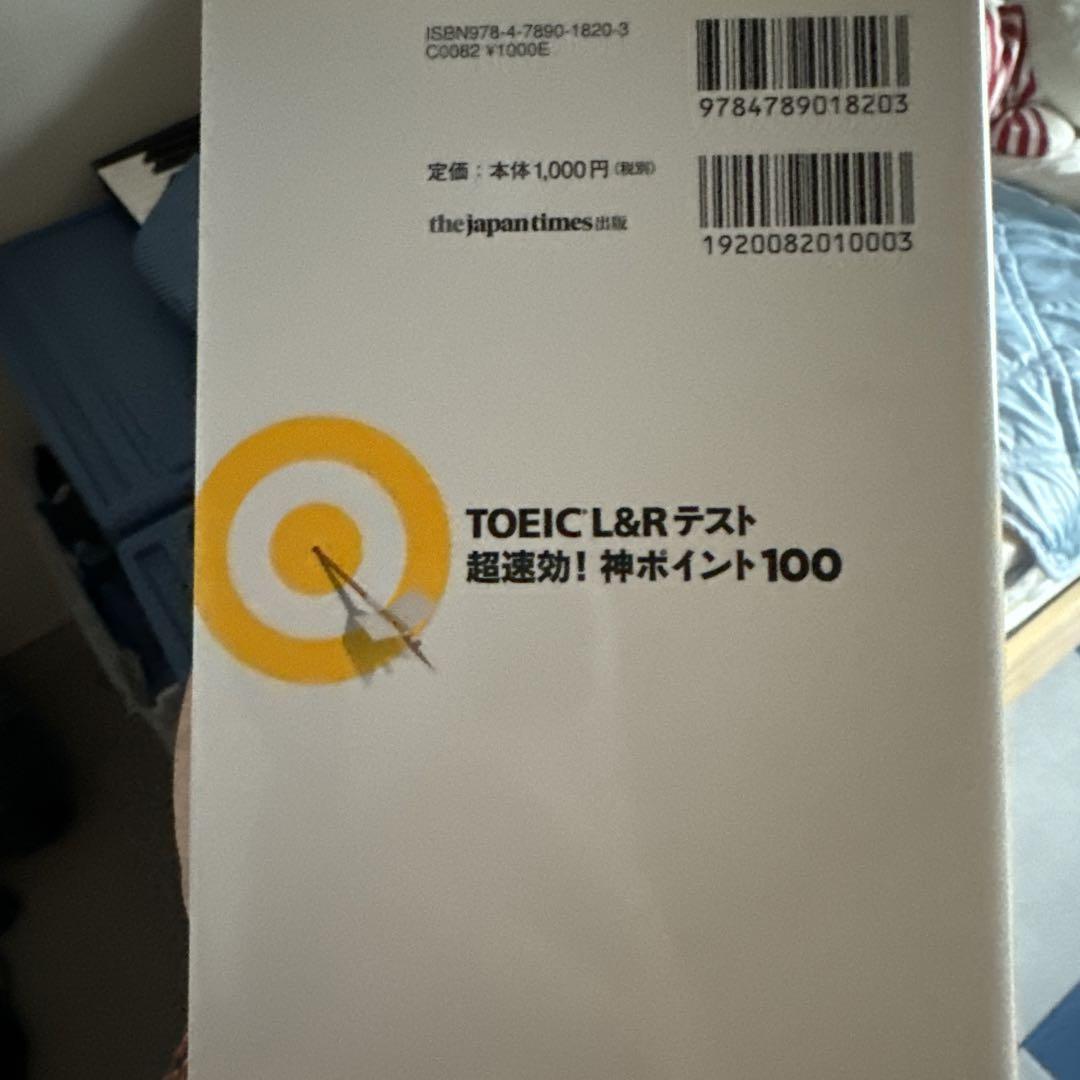 ISBN978-4-7890-1820-3
C0082 ¥1000E
9784789018203
定価：本体1,000円(税別)
the japan times出版
1920082010003
TOEIC® L&Rテスト
超速効！神ポイント100